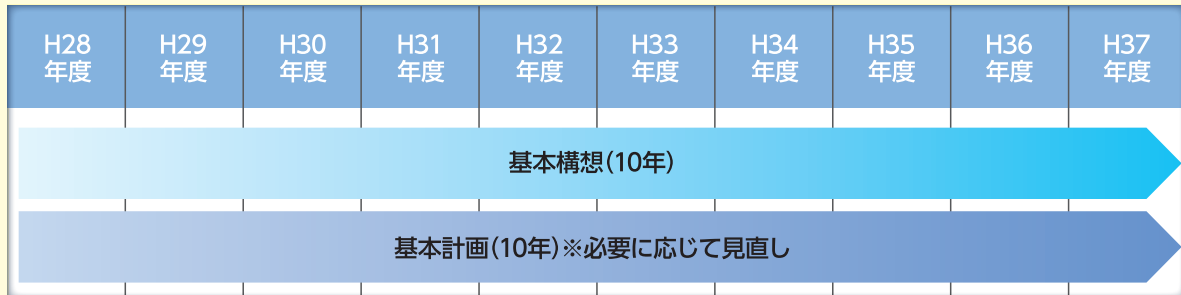 H28
年度
H29
年度
H30
年度
H31
年度
H32
年度
H33
年度
H34
年度
H35
年度
H36
年度
H37
年度
基本構想(10年)
基本計画(10年)※必要に応じて見直し